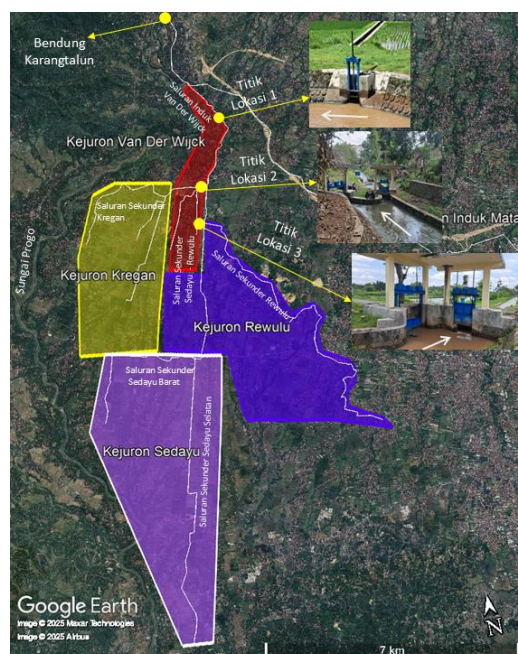 Bendung
Karangtalun
Titik
Lokasi 1
Saluran Induk
Van Der Wijck
Kejuron Van Der Wijck
Titik
Lokasi 2
Saluran Sekunder
Kregan
n Induk Mata
Titik
Lokasi 3
Sungai Progo
Saluran Sekunder
Sedayu Rewulu
Saluran Sekunder Rewulu
Kejuron Kregan
Kejuron Rewulu
Saluran Sekunder
Sedayu Barat
Saluran Sekunder Sedayu Selatan
Kejuron Sedayu
Google Earth
Image © 2025 Maxar Technologies
Image © 2025 Airbus
N
7 km